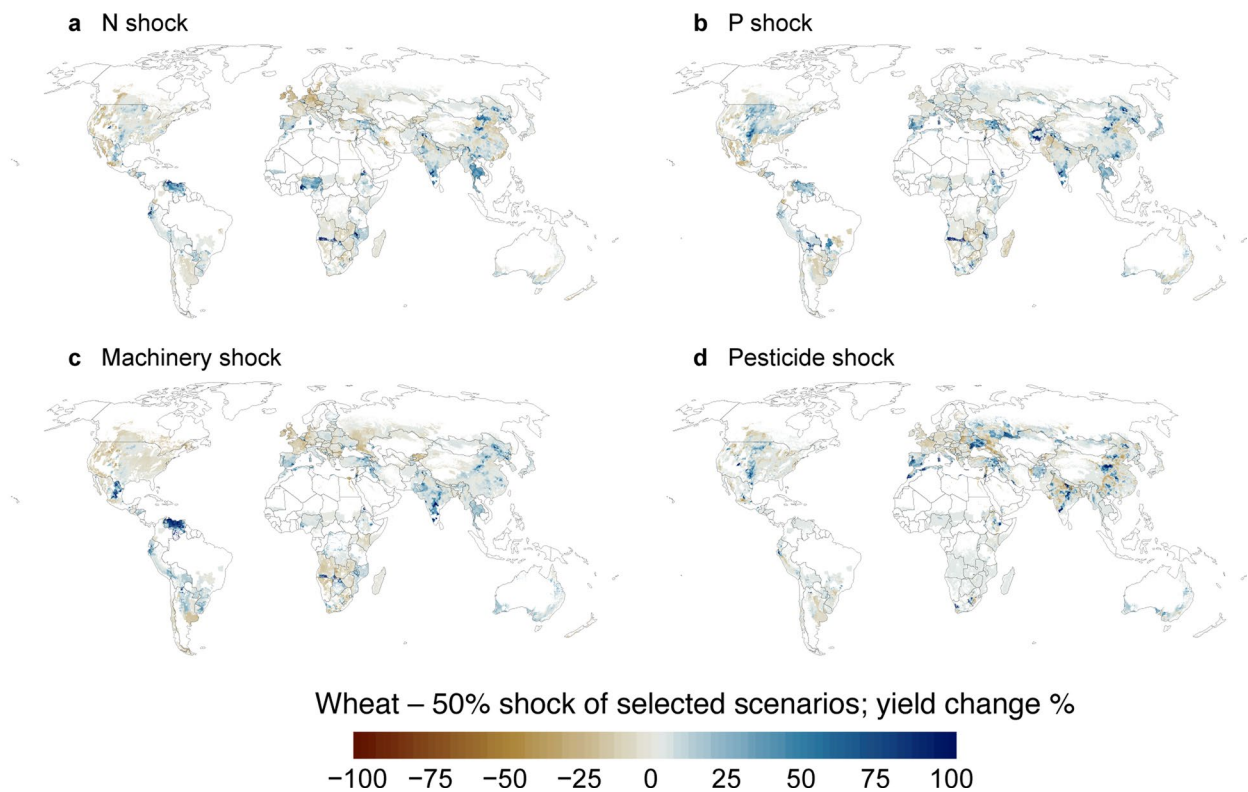 a N shock
b P shock
c Machinery shock
d Pesticide shock
Wheat – 50% shock of selected scenarios; yield change %
−100 −75 −50 −25 0 25 50 75 100